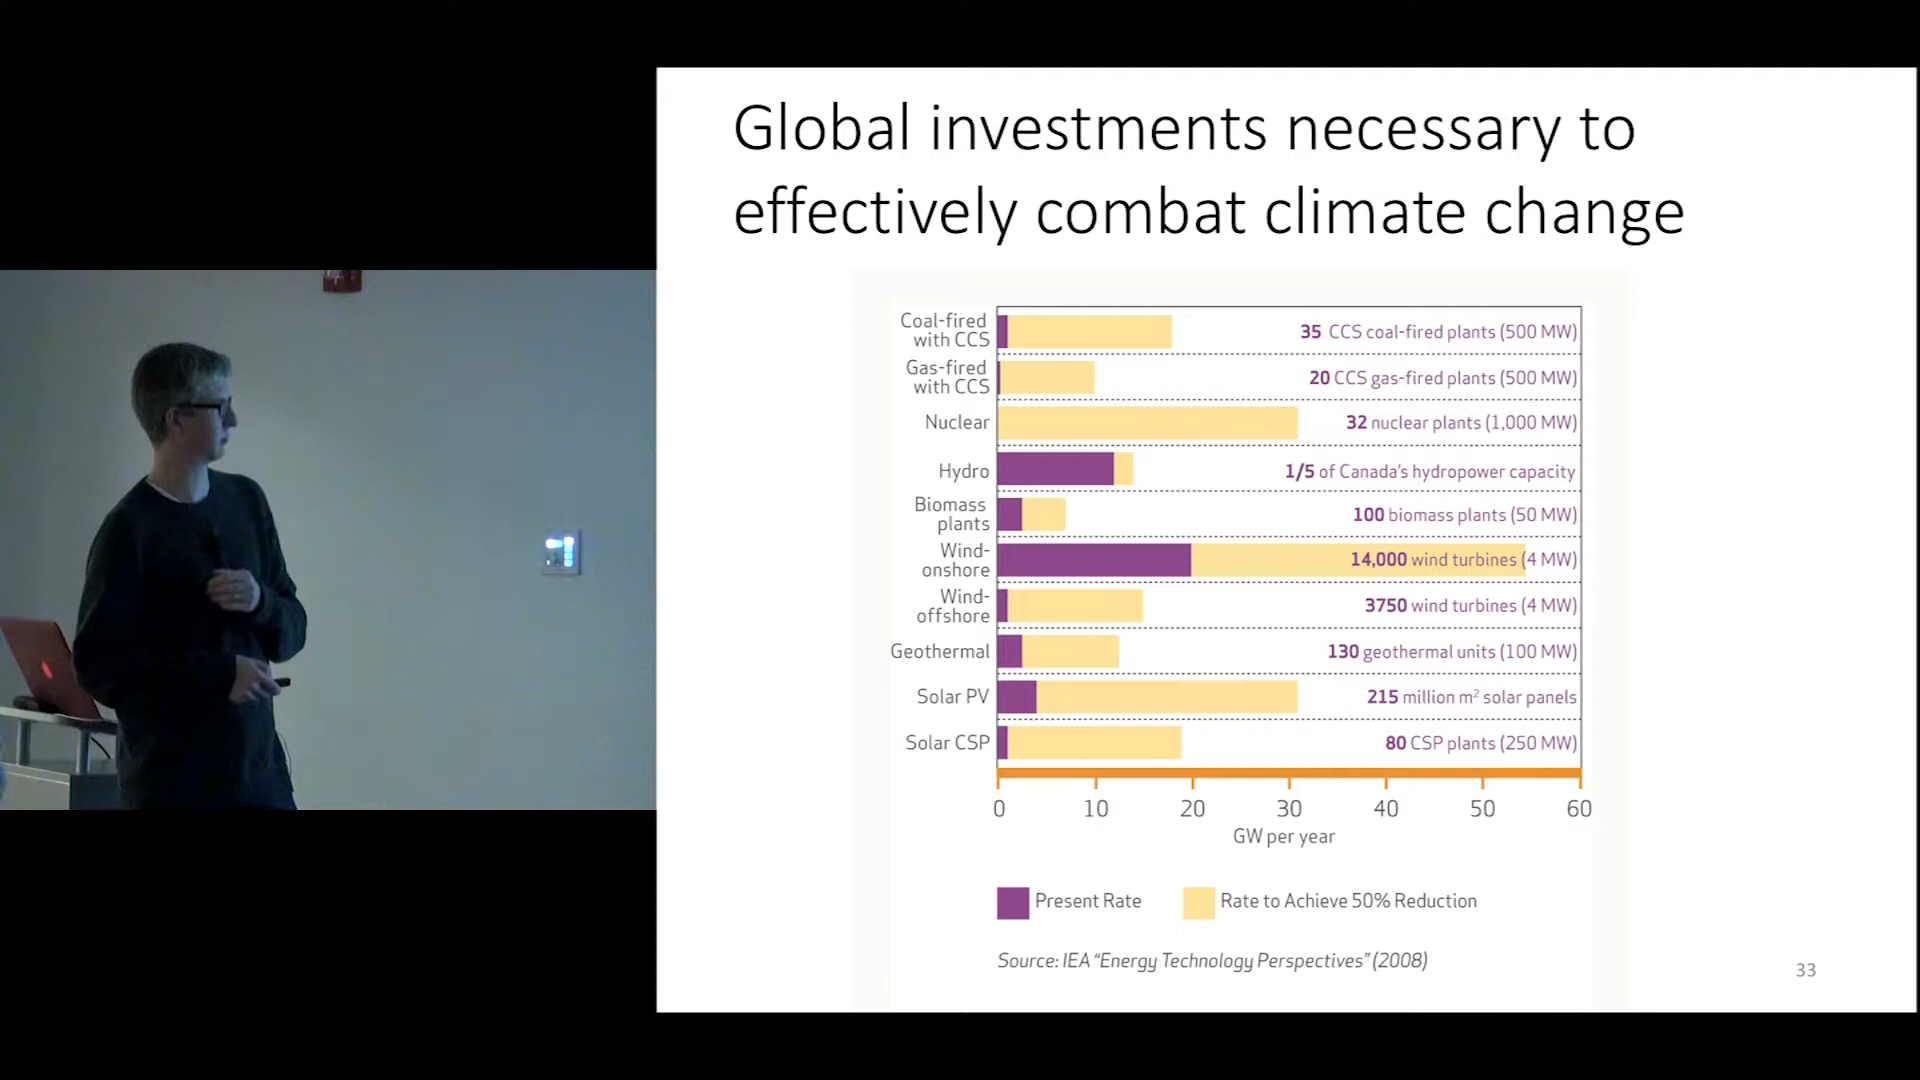 Global investments necessary to
effectively combat climate change
Coal-fired
with CCS
35 CCS coal-fired plants (500 MW)
Gas-fired
with CCS
20 CCS gas-fired plants (500 MW)
Nuclear
32 nuclear plants (1,000 MW)
Hydro
1/5 of Canada's hydropower capacity
Biomass
plants
100 biomass plants (50 MW)
Wind-
onshore
14,000 wind turbines (4 MW)
Wind-
offshore
3750 wind turbines (4 MW)
Geothermal
130 geothermal units (100 MW)
Solar PV
215 million m² solar panels
Solar CSP
80 CSP plants (250 MW)
0 10 20 30 40 50 60
GW per year
Present Rate
Rate to Achieve 50% Reduction
Source: IEA “Energy Technology Perspectives” (2008)
33